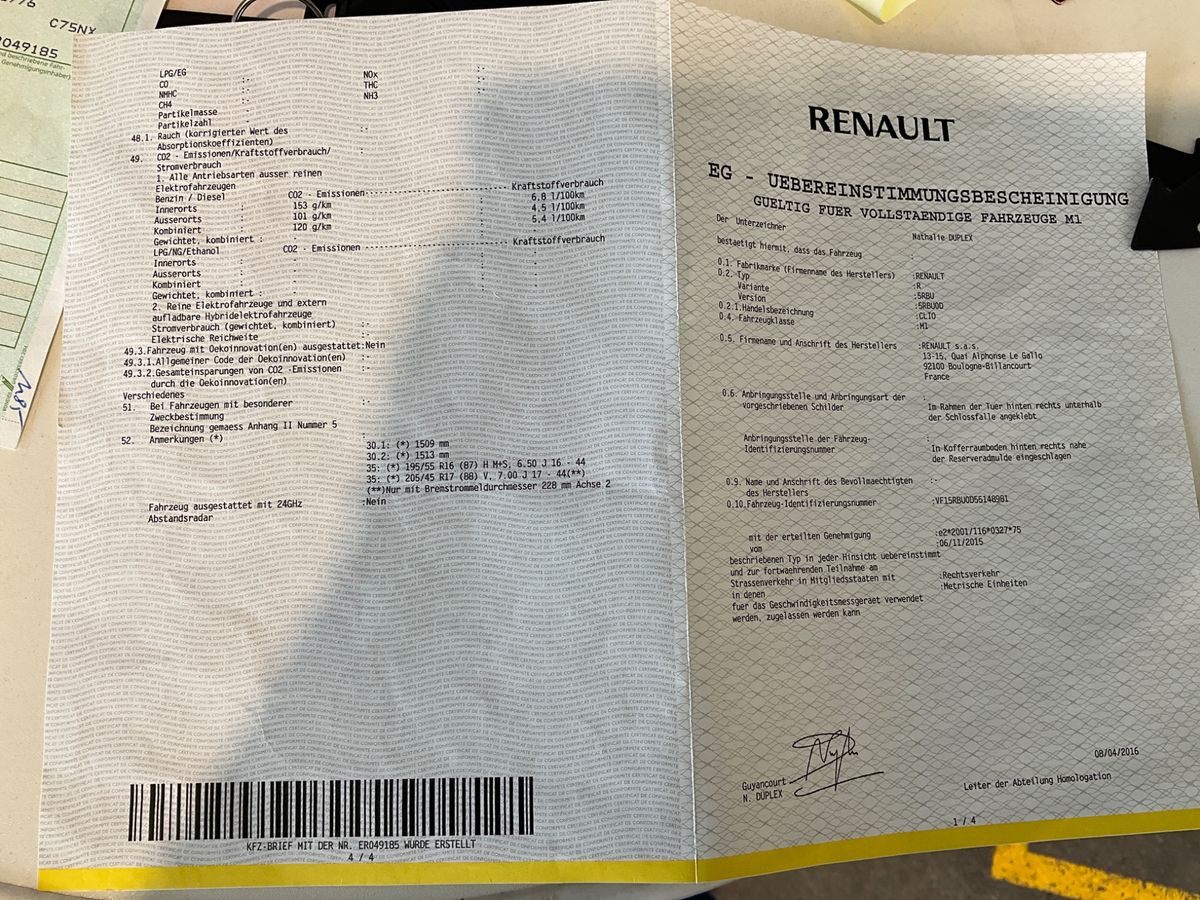 C75NX
ER049185
LPG/EG :- NOx :-
CO :- THC :-
NMHC :- NH3 :-
CH4
Partikelmasse
Partikelzahl
48.1. Rauch (korrigierter Wert des
Absorptionskoeffizienten) :-
49. CO2 - Emissionen/Kraftstoffverbrauch/
Stromverbrauch
1. Alle Antriebsarten ausser reinen
Elektrofahrzeugen
Benzin / Diesel CO2 - Emissionen Kraftstoffverbrauch
Innerorts : 153 g/km : 6,8 l/100km
Ausserorts : 101 g/km : 4,5 l/100km
Kombiniert : 120 g/km : 5,4 l/100km
Gewichtet, kombiniert :
LPG/NG/Ethanol CO2 - Emissionen Kraftstoffverbrauch
Innerorts : -
Ausserorts : -
Kombiniert : -
Gewichtet, kombiniert : -
2. Reine Elektrofahrzeuge und extern
aufladbare Hybridelektrofahrzeuge
Stromverbrauch (gewichtet, kombiniert) :-
Elektrische Reichweite :-
49.3.Fahrzeug mit Oekoinnovation(en) ausgestattet:Nein
49.3.1.Allgemeiner Code der Oekoinnovation(en) :-
49.3.2.Gesamteinsparungen von CO2 -Emissionen :-
durch die Oekoinnovation(en)
Verschiedenes
51. Bei Fahrzeugen mit besonderer :-
Zweckbestimmung
Bezeichnung gemaess Anhang II Nummer 5
52. Anmerkungen (*) :
30.1: (*) 1509 mm
30.2: (*) 1513 mm
35: (*) 195/55 R16 (87) H M+S, 6.50 J 16 - 44
35: (*) 205/45 R17 (88) V, 7.00 J 17 - 44(**)
(**)Nur mit Bremstrommeldurchmesser 228 mm Achse 2
Fahrzeug ausgestattet mit 24GHz :Nein
Abstandsradar
KFZ-BRIEF MIT DER NR. ER049185 WURDE ERSTELLT
4 / 4
RENAULT
EG - UEBEREINSTIMMUNGSBESCHEINIGUNG
GUELTIG FUER VOLLSTAENDIGE FAHRZEUGE M1
Der Unterzeichner Nathalie DUPLEX
bestaetigt hiermit, dass das Fahrzeug :
0.1. Fabrikmarke (Firmenname des Herstellers) :RENAULT
0.2. Typ :R
Variante :5RBU
Version :5RBU0D
0.2.1.Handelsbezeichnung :CLIO
0.4. Fahrzeugklasse :M1
0.5. Firmenname und Anschrift des Herstellers :RENAULT s.a.s.
13-15, Quai Alphonse Le Gallo
92100 Boulogne-Billancourt
France
0.6. Anbringungsstelle und Anbringungsart der :
vorgeschriebenen Schilder Im Rahmen der Tuer hinten rechts unterhalb
der Schlossfalle angeklebt
Anbringungsstelle der Fahrzeug- :
Identifizierungsnummer In Kofferraumboden hinten rechts nahe
der Reserveradmulde eingeschlagen
0.9. Name und Anschrift des Bevollmaechtigten :-
des Herstellers
0.10.Fahrzeug-Identifizierungsnummer :VF15RBU0D55148981
mit der erteilten Genehmigung :e2*2001/116*0327*75
vom :06/11/2015
beschriebenen Typ in jeder Hinsicht uebereinstimmt
und zur fortwaehrenden Teilnahme am
Strassenverkehr in Mitgliedsstaaten mit :Rechtsverkehr
in denen :Metrische Einheiten
fuer das Geschwindigkeitsmessgeraet verwendet
werden, zugelassen werden kann
Guyancourt 08/04/2016
N. DUPLEX Leiter der Abteilung Homologation
1 / 4